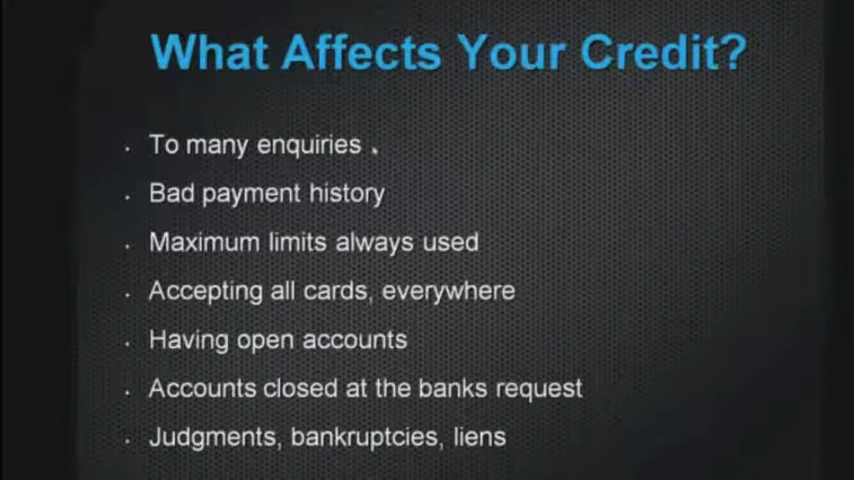 What Affects Your Credit?
· To many enquiries .
· Bad payment history
· Maximum limits always used
· Accepting all cards, everywhere
· Having open accounts
· Accounts closed at the banks request
· Judgments, bankruptcies, liens